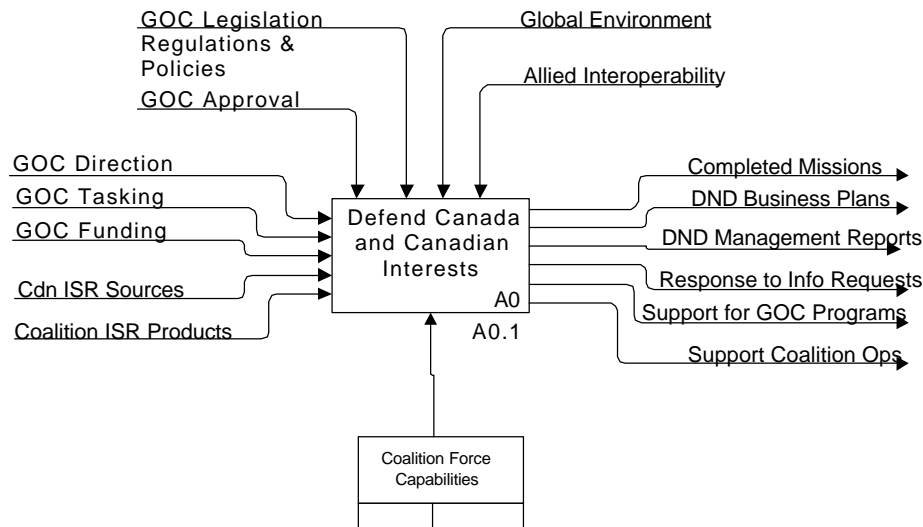 GOC Legislation
Regulations &
Policies
GOC Approval
Global Environment
Allied Interoperability
GOC Direction
GOC Tasking
GOC Funding
Cdn ISR Sources
Coalition ISR Products
Defend Canada
and Canadian
Interests
A0
A0.1
Completed Missions
DND Business Plans
DND Management Reports
Response to Info Requests
Support for GOC Programs
Support Coalition Ops
Coalition Force
Capabilities